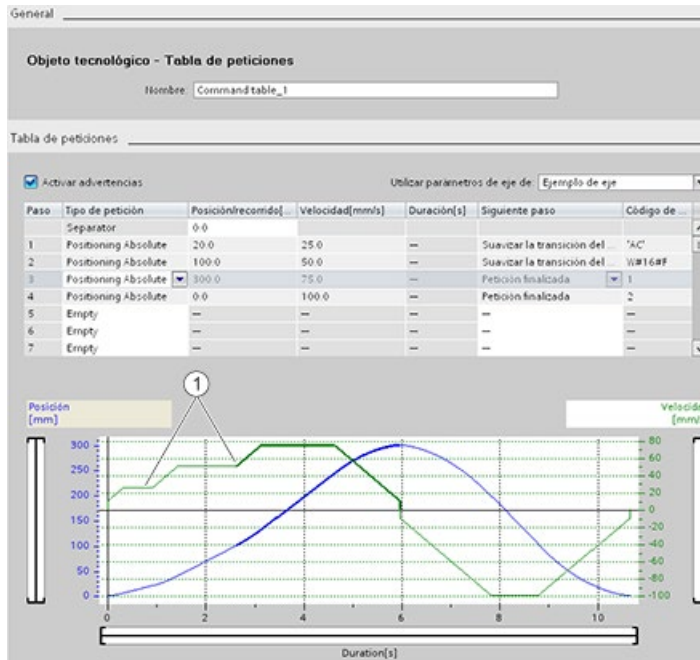 General
Objeto tecnológico - Tabla de peticiones
Nombre: Command table_1
Tabla de peticiones
Activar advertencias Utilizar parámetros de eje de: Ejemplo de eje
Paso Tipo de petición Posición/recorrido[... Velocidad[mm/s] Duración[s] Siguiente paso Código de ...
Separator 0.0
1 Positioning Absolute 20.0 25.0 — Suavizar la transición del ... 'AC'
2 Positioning Absolute 100.0 50.0 — Suavizar la transición del ... W#16#F
3 Positioning Absolute 300.0 75.0 — Petición finalizada 1
4 Positioning Absolute 0.0 100.0 — Petición finalizada 2
5 Empty — — — — —
6 Empty — — — — —
7 Empty — — — — —
1
Posición Velocida
[mm] [mm/s
300 80
250 60
200 40
150 20
100 0
50 -20
0 -40
-60
-80
-100
0 2 4 6 8 10
Duration[s]